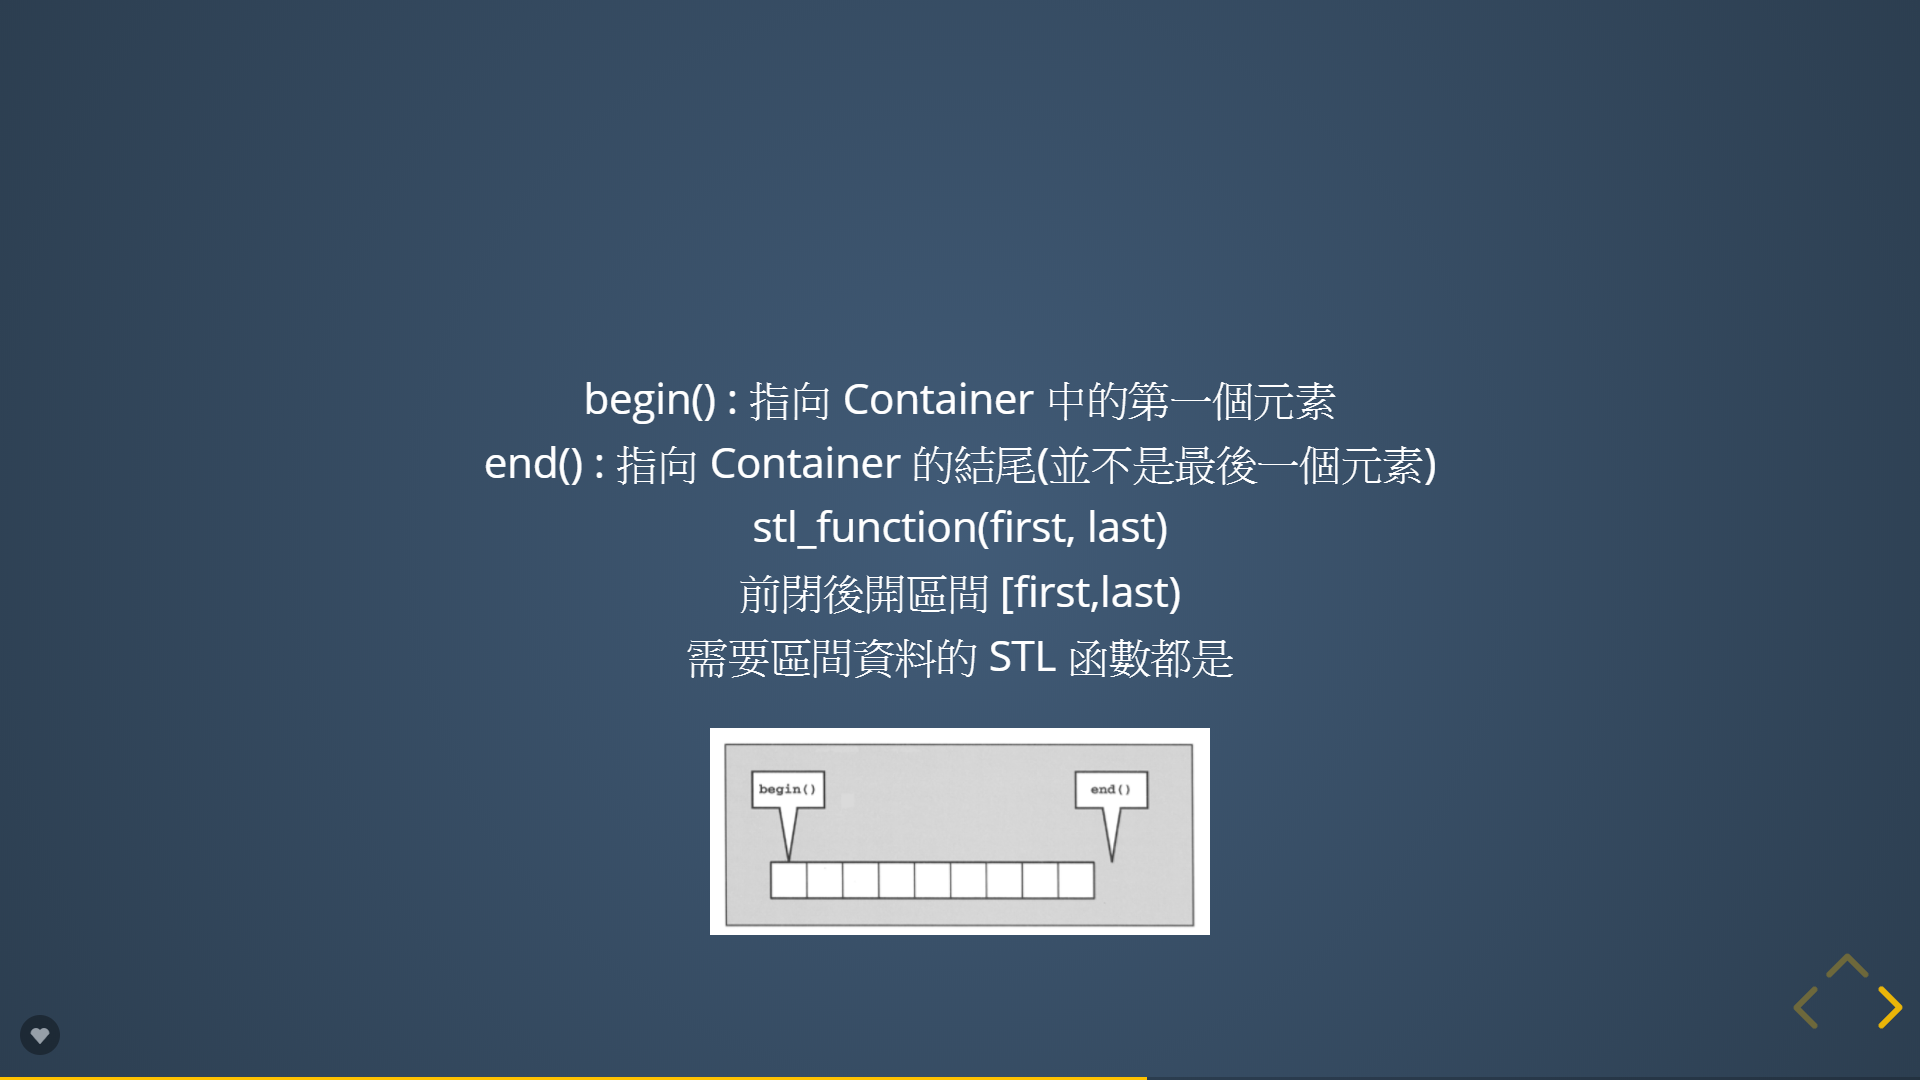 begin() : 指向 Container 中的第一個元素
end() : 指向 Container 的結尾(並不是最後一個元素)
stl_function(first, last)
前閉後開區間 [first,last)
需要區間資料的 STL 函數都是
begin()
end()